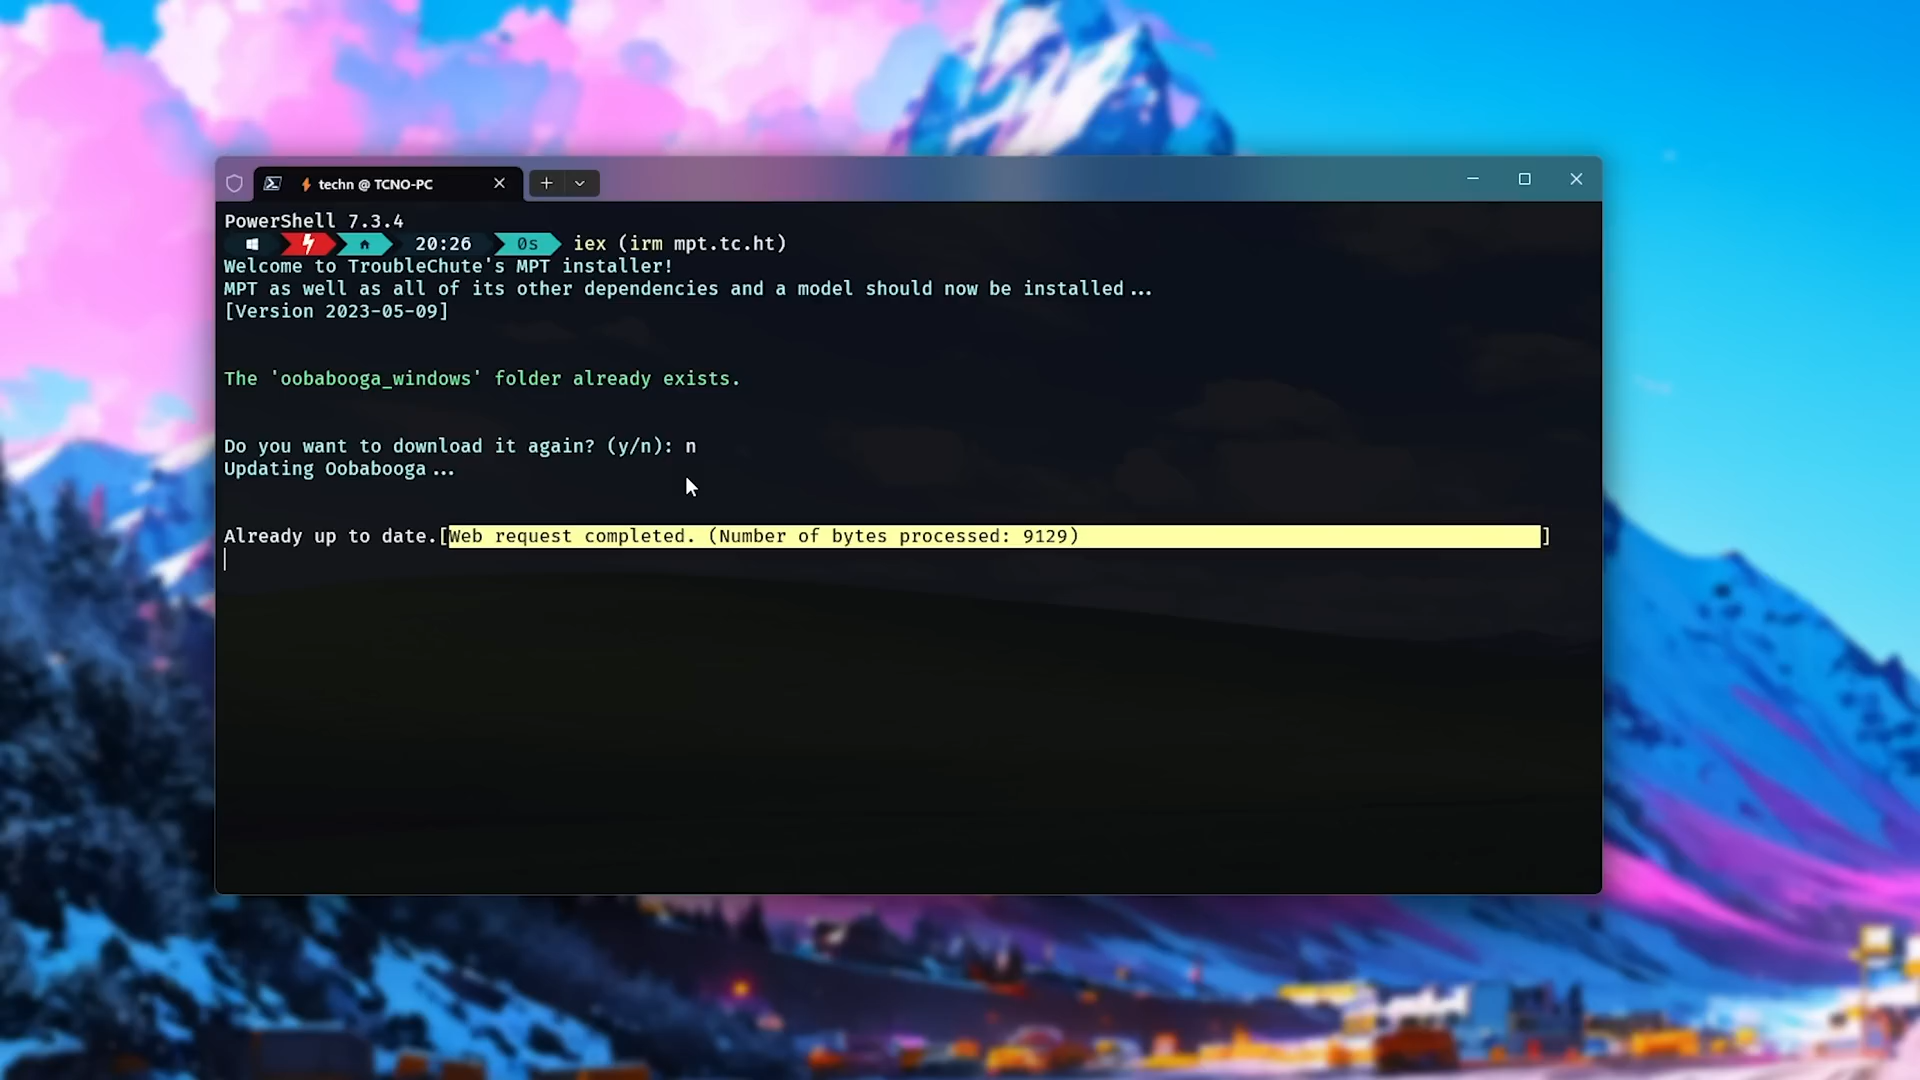 techn @ TCNO-PC
PowerShell 7.3.4
20:26 0s iex (irm mpt.tc.ht)
Welcome to TroubleChute's MPT installer!
MPT as well as all of its other dependencies and a model should now be installed...
[Version 2023-05-09]
The 'oobabooga_windows' folder already exists.
Do you want to download it again? (y/n): n
Updating Oobabooga...
Already up to date.[Web request completed. (Number of bytes processed: 9129) ]